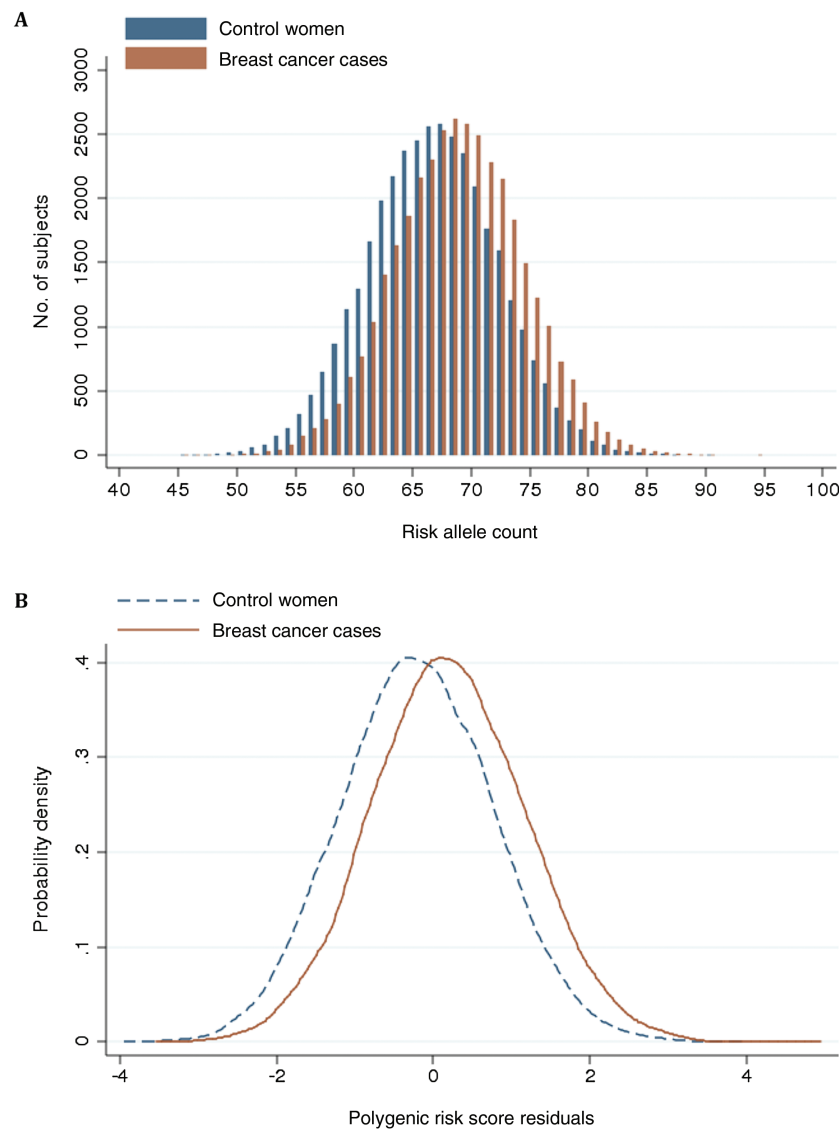 A
Control women
Breast cancer cases
3000
2500
2000
1500
1000
500
0
No. of subjects
40 45 50 55 60 65 70 75 80 85 90 95 100
Risk allele count
B
Control women
Breast cancer cases
.4
.3
.2
.1
0
Probability density
-4 -2 0 2 4
Polygenic risk score residuals